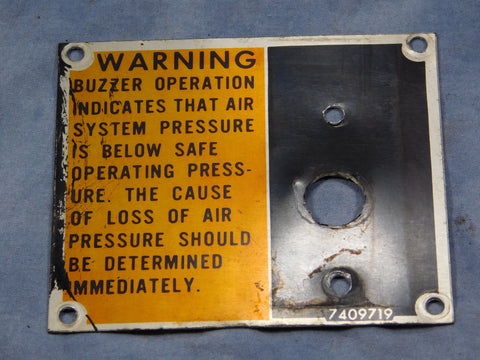 WARNING
BUZZER OPERATION
INDICATES THAT AIR
SYSTEM PRESSURE
IS BELOW SAFE
OPERATING PRESS-
URE. THE CAUSE
OF LOSS OF AIR
PRESSURE SHOULD
BE DETERMINED
IMMEDIATELY.
7409719